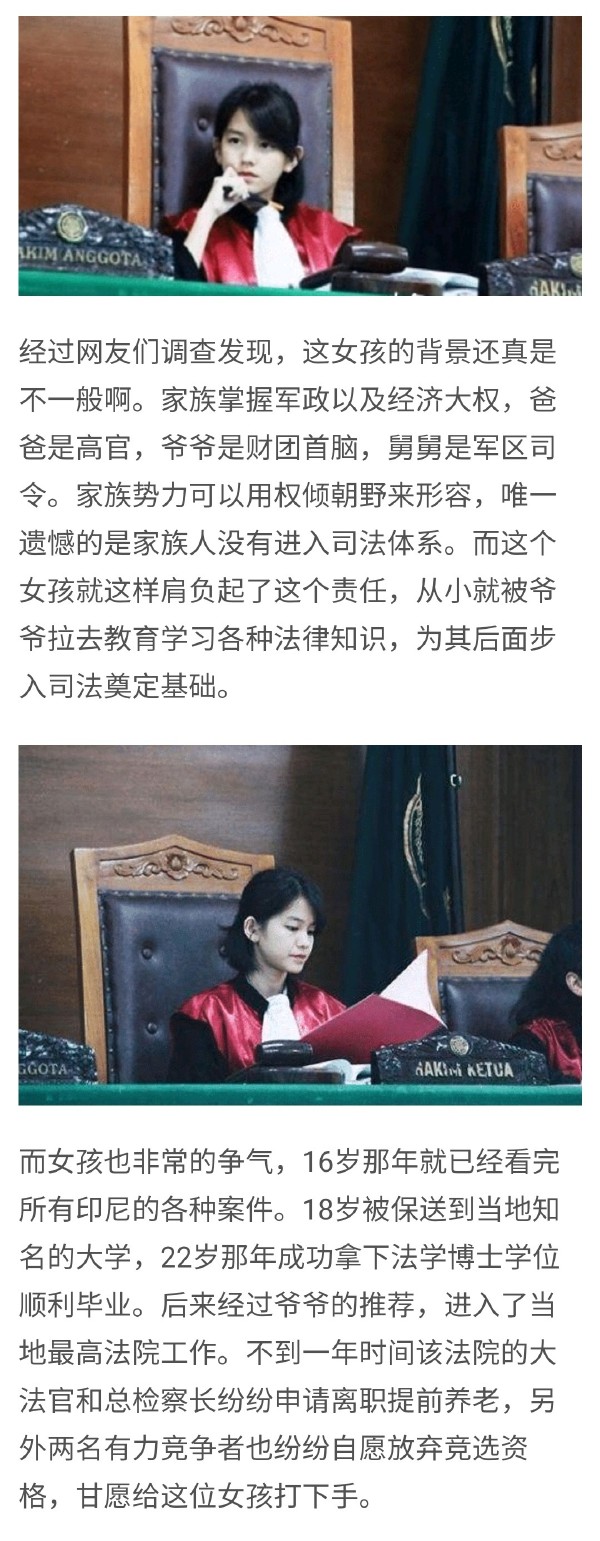 AKIM ANGGOTA
HAKIM
经过网友们调查发现，这女孩的背景还真是
不一般啊。家族掌握军政以及经济大权，爸
爸是高官，爷爷是财团首脑，舅舅是军区司
令。家族势力可以用权倾朝野来形容，唯一
遗憾的是家族人没有进入司法体系。而这个
女孩就这样肩负起了这个责任，从小就被爷
爷拉去教育学习各种法律知识，为其后面步
入司法奠定基础。
GGOTA
HAKIM KETUA
而女孩也非常的争气，16岁那年就已经看完
所有印尼的各种案件。18岁被保送到当地知
名的大学，22岁那年成功拿下法学博士学位
顺利毕业。后来经过爷爷的推荐，进入了当
地最高法院工作。不到一年时间该法院的大
法官和总检察长纷纷申请离职提前养老，另
外两名有力竞争者也纷纷自愿放弃竞选资
格，甘愿给这位女孩打下手。